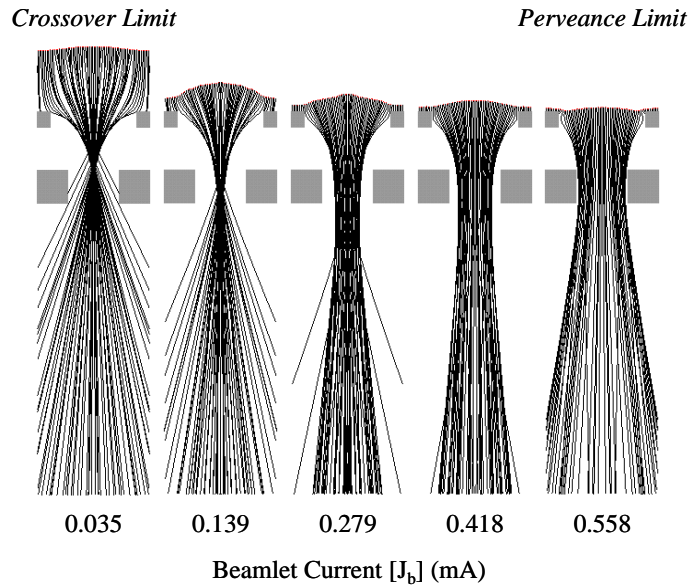 Crossover Limit
Perveance Limit
0.035 0.139 0.279 0.418 0.558
Beamlet Current [Jb] (mA)